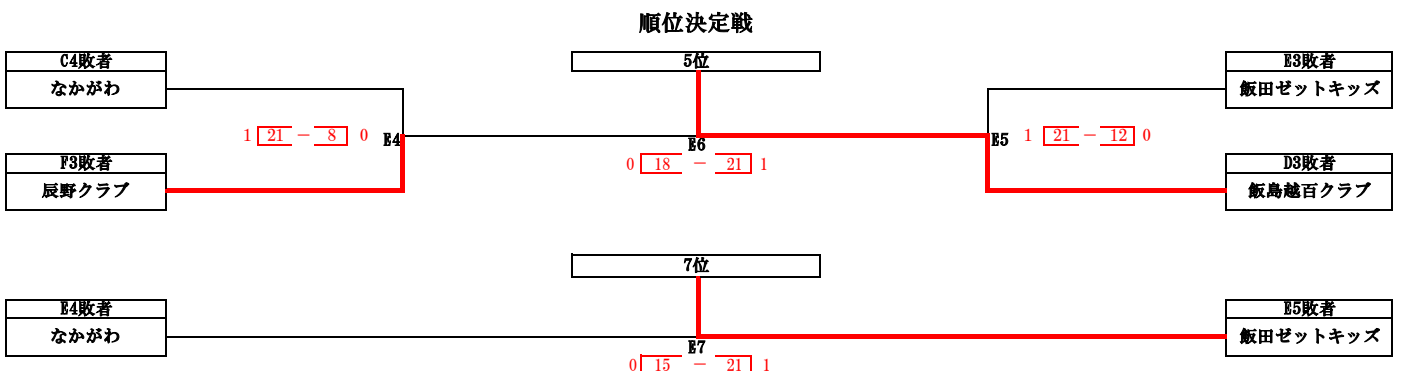 順位決定戦
C4敗者
なかがわ
5位
E3敗者
飯田ゼットキッズ
1 21 － 8 0
E4
E5
1 21 － 12 0
E6
0 18 － 21 1
F3敗者
辰野クラブ
D3敗者
飯島越百クラブ
7位
E4敗者
なかがわ
E5敗者
飯田ゼットキッズ
E7
0 15 － 21 1